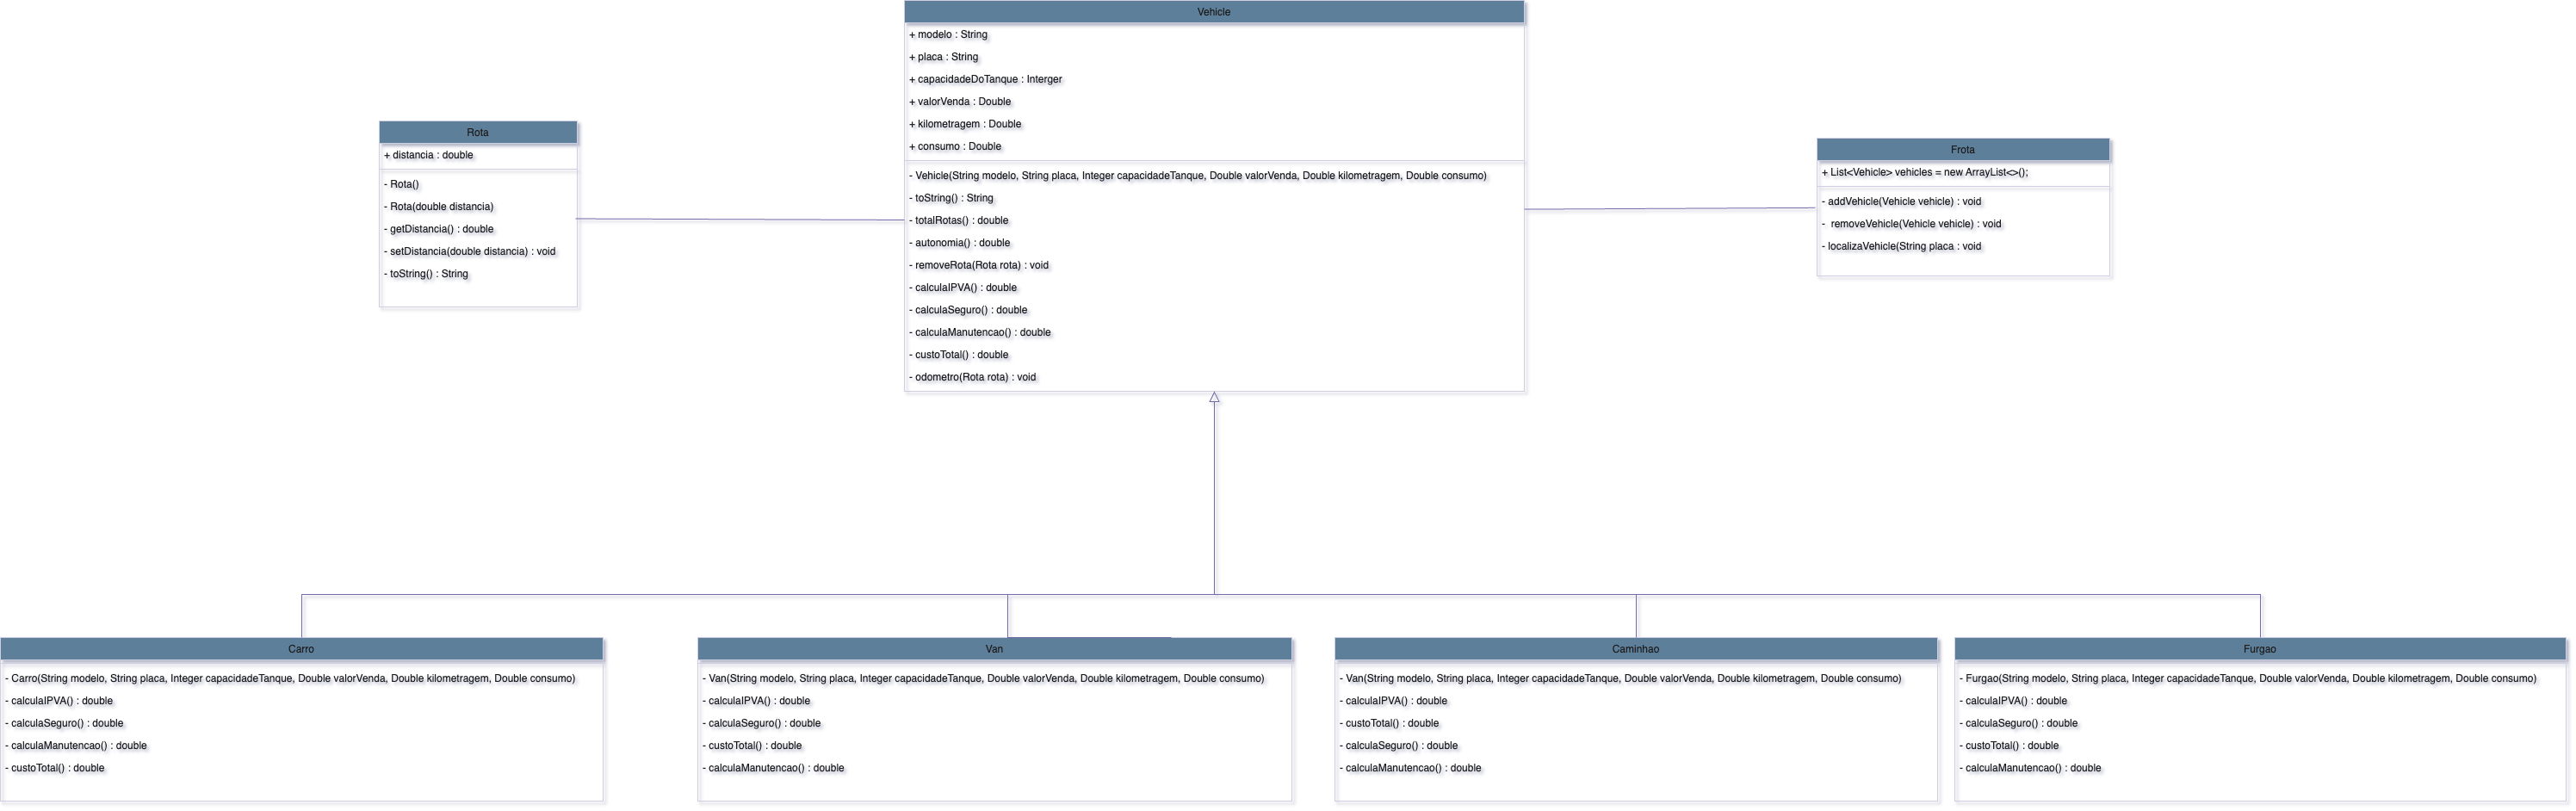 Vehicle
+ modelo : String
+ placa : String
+ capacidadeDoTanque : Interger
+ valorVenda : Double
+ kilometragem : Double
+ consumo : Double
- Vehicle(String modelo, String placa, Integer capacidadeTanque, Double valorVenda, Double kilometragem, Double consumo)
- toString() : String
- totalRotas() : double
- autonomia() : double
- removeRota(Rota rota) : void
- calculaIPVA() : double
- calculaSeguro() : double
- calculaManutencao() : double
- custoTotal() : double
- odometro(Rota rota) : void
Rota
+ distancia : double
- Rota()
- Rota(double distancia)
- getDistancia() : double
- setDistancia(double distancia) : void
- toString() : String
Frota
+ List<Vehicle> vehicles = new ArrayList<>();
- addVehicle(Vehicle vehicle) : void
- removeVehicle(Vehicle vehicle) : void
- localizaVehicle(String placa : void
Carro
- Carro(String modelo, String placa, Integer capacidadeTanque, Double valorVenda, Double kilometragem, Double consumo)
- calculaIPVA() : double
- calculaSeguro() : double
- calculaManutencao() : double
- custoTotal() : double
Van
- Van(String modelo, String placa, Integer capacidadeTanque, Double valorVenda, Double kilometragem, Double consumo)
- calculaIPVA() : double
- calculaSeguro() : double
- custoTotal() : double
- calculaManutencao() : double
Caminhao
- Van(String modelo, String placa, Integer capacidadeTanque, Double valorVenda, Double kilometragem, Double consumo)
- calculaIPVA() : double
- custoTotal() : double
- calculaSeguro() : double
- calculaManutencao() : double
Furgao
- Furgao(String modelo, String placa, Integer capacidadeTanque, Double valorVenda, Double kilometragem, Double consumo)
- calculaIPVA() : double
- calculaSeguro() : double
- custoTotal() : double
- calculaManutencao() : double